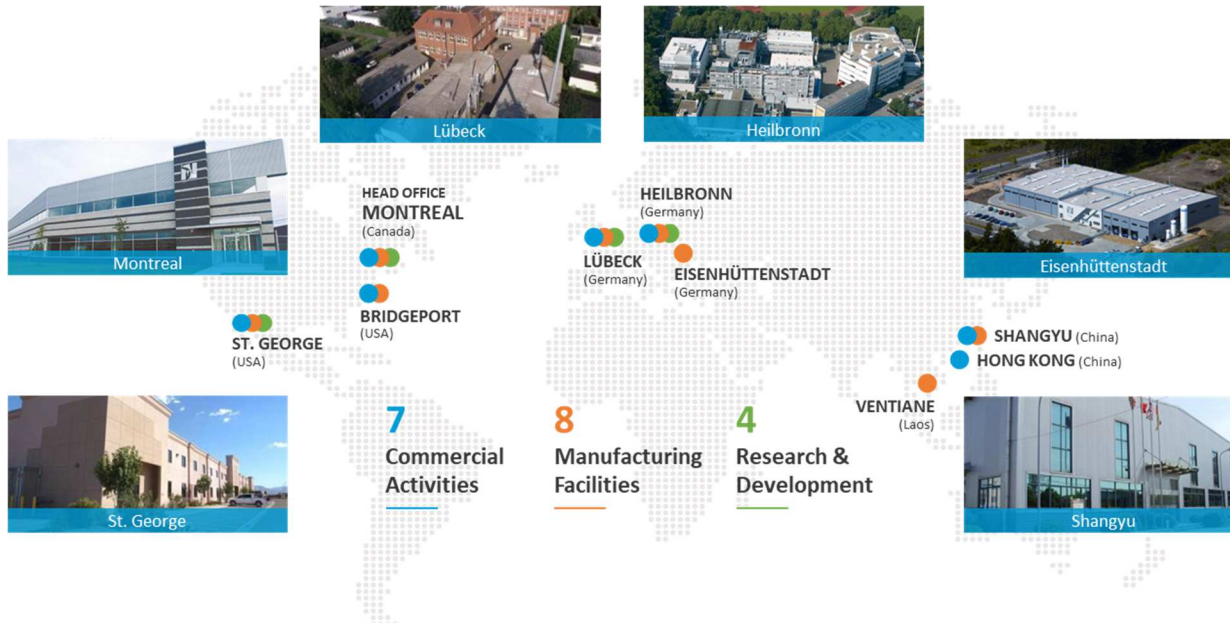 Lübeck
Heilbronn
Montreal
Eisenhüttenstadt
HEAD OFFICE
MONTREAL
(Canada)
HEILBRONN
(Germany)
LÜBECK
(Germany)
EISENHÜTTENSTADT
(Germany)
BRIDGEPORT
(USA)
ST. GEORGE
(USA)
SHANGYU (China)
HONG KONG (China)
VENTIANE
(Laos)
7
Commercial
Activities
8
Manufacturing
Facilities
4
Research &
Development
St. George
Shangyu